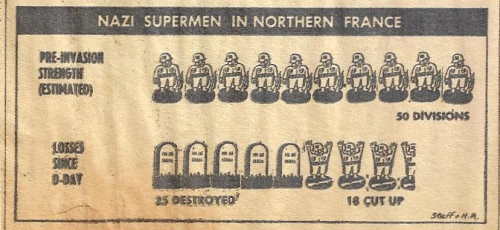 NAZI SUPERMEN IN NORTHERN FRANCE
PRE-INVASION
STRENGTH
(ESTIMATED)
50 DIVISIONS
LOSSES
SINCE
D-DAY
25 DESTROYED
18 CUT UP
Staff-H.A.